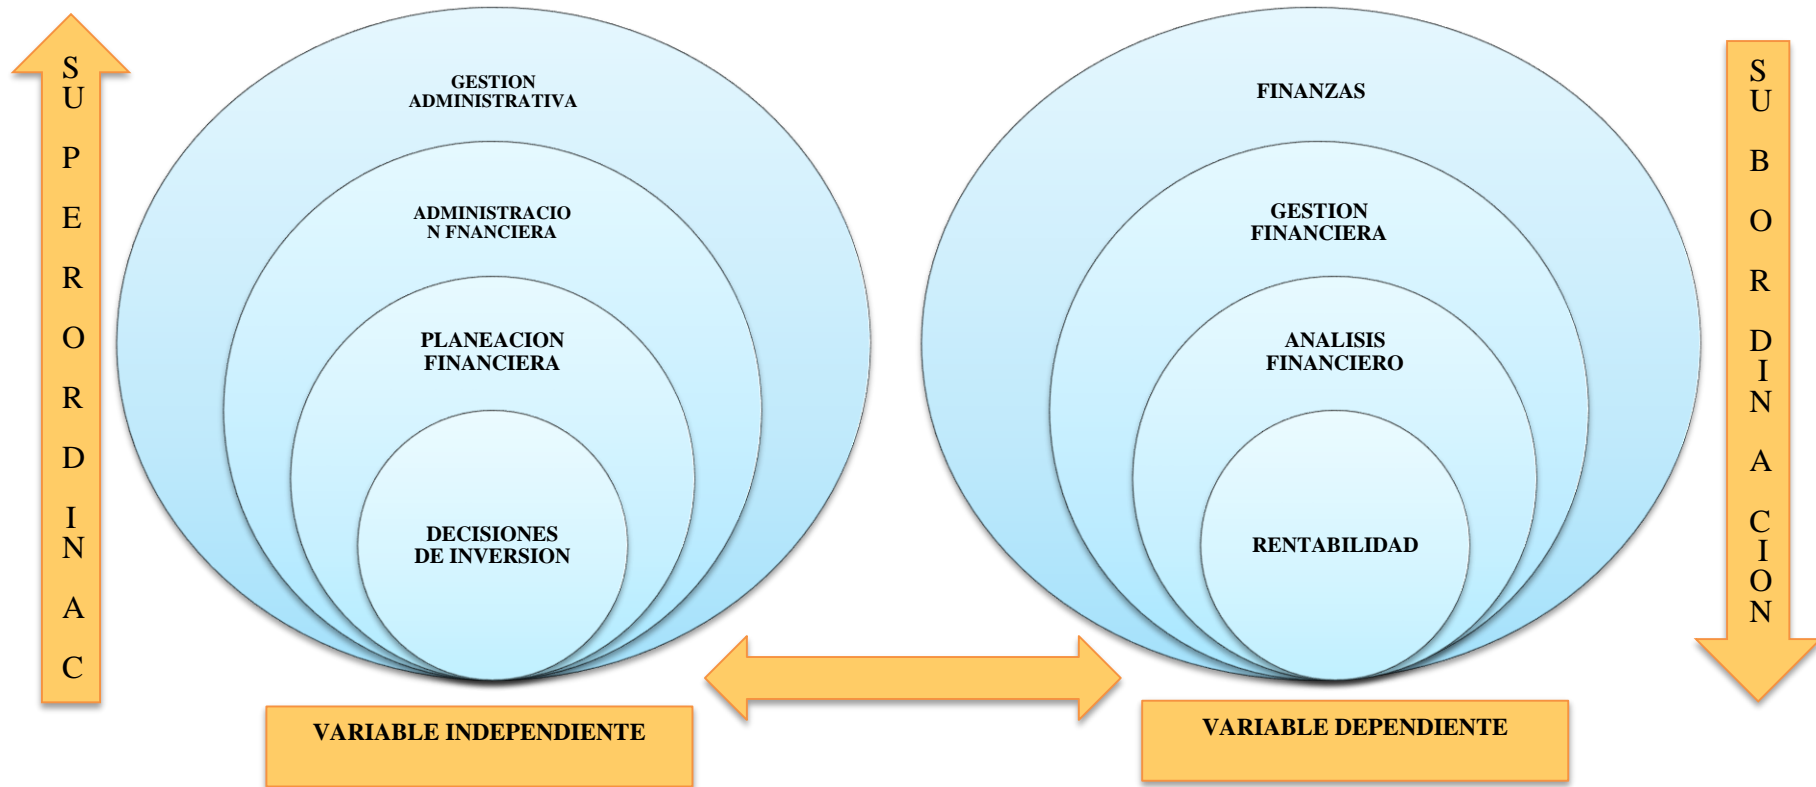 S
U
P
E
R
O
R
D
I
N
A
C
GESTION
ADMINISTRATIVA
ADMINISTRACIO
N FNANCIERA
PLANEACION
FINANCIERA
DECISIONES
DE INVERSION
VARIABLE INDEPENDIENTE
FINANZAS
GESTION
FINANCIERA
ANALISIS
FINANCIERO
RENTABILIDAD
VARIABLE DEPENDIENTE
S
U
B
O
R
D
I
N
A
C
I
O
N